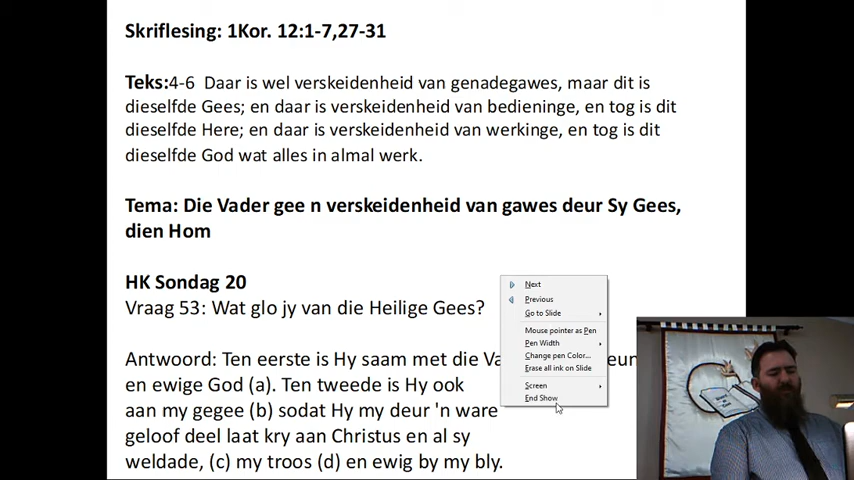 Skriflesing: 1Kor. 12:1-7,27-31
Teks:4-6 Daar is wel verskeidenheid van genadegawes, maar dit is
dieselfde Gees; en daar is verskeidenheid van bedieninge, en tog is dit
dieselfde Here; en daar is verskeidenheid van werkinge, en tog is dit
dieselfde God wat alles in almal werk.
Tema: Die Vader gee n verskeidenheid van gawes deur Sy Gees,
dien Hom
HK Sondag 20
Vraag 53: Wat glo jy van die Heilige Gees?
Antwoord: Ten eerste is Hy saam met die
en ewige God (a). Ten tweede is Hy ook
aan my gegee (b) sodat Hy my deur 'n ware
geloof deel laat kry aan Christus en al sy
weldade, (c) my troos (d) en ewig by my bly.
Next
Previous
Go to Slide
Mouse pointer as Pen
Pen Width
Change pen Color...
Erase all ink on Slide
Screen
End Show